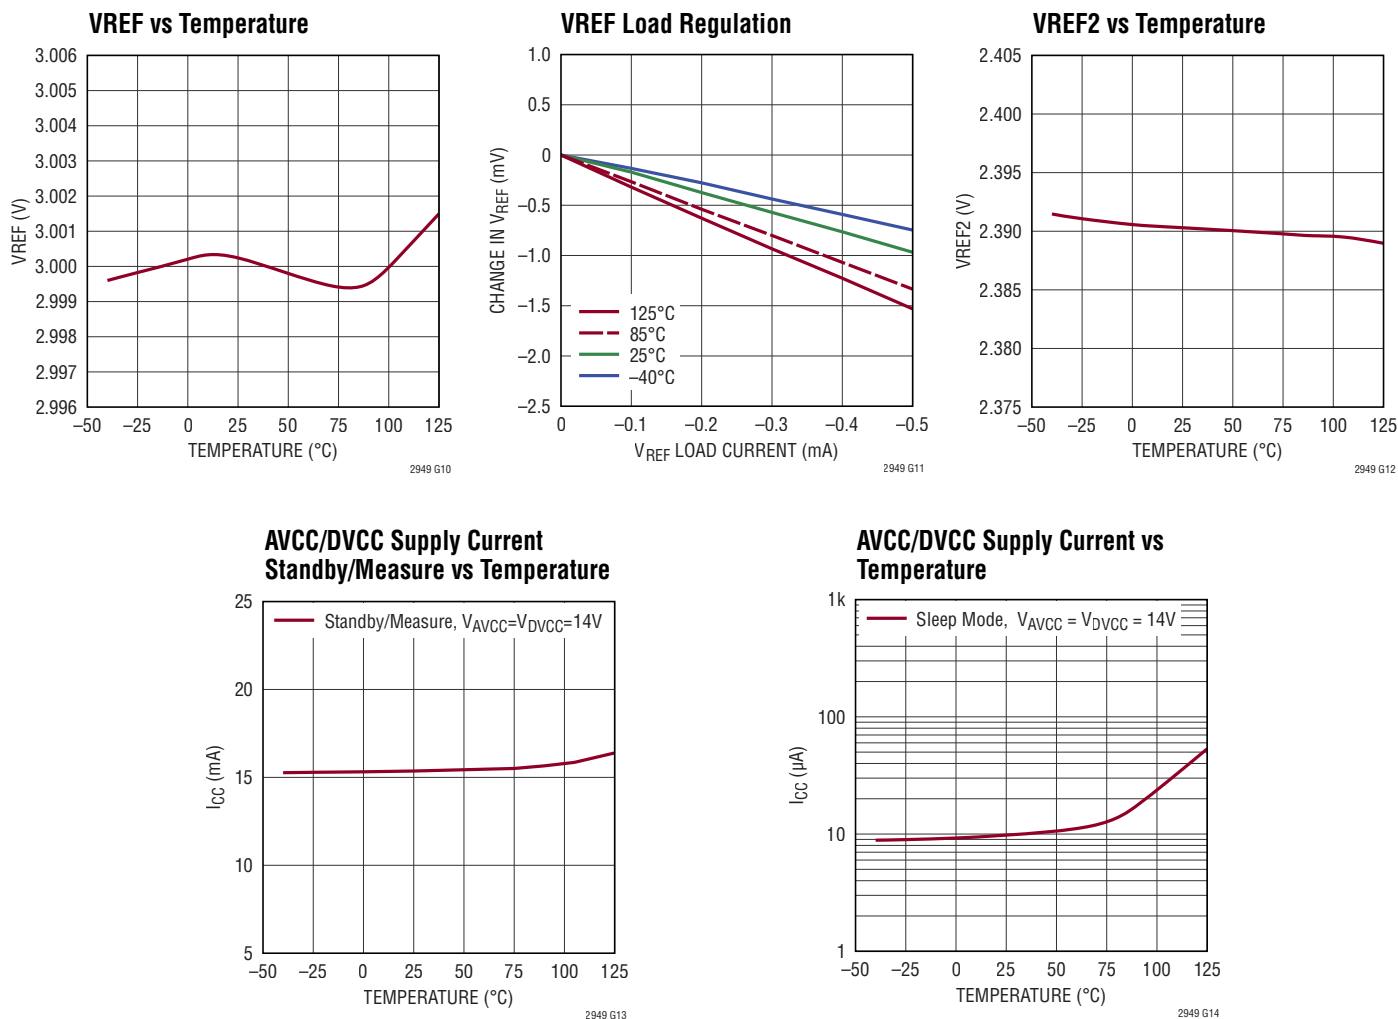 VREF vs Temperature
3.006
3.005
3.004
3.003
3.002
3.001
3.000
2.999
2.998
2.997
2.996
VREF (V)
–50 –25 0 25 50 75 100 125
TEMPERATURE (°C)
2949 G10
VREF Load Regulation
1.0
0.5
0
–0.5
–1.0
–1.5
–2.0
–2.5
CHANGE IN VREF (mV)
125°C
85°C
25°C
–40°C
0 –0.1 –0.2 –0.3 –0.4 –0.5
VREF LOAD CURRENT (mA)
2949 G11
VREF2 vs Temperature
2.405
2.400
2.395
2.390
2.385
2.380
2.375
VREF2 (V)
–50 –25 0 25 50 75 100 125
TEMPERATURE (°C)
2949 G12
AVCC/DVCC Supply Current
Standby/Measure vs Temperature
25
20
15
10
5
ICC (mA)
Standby/Measure, VAVCC=VDVCC=14V
–50 –25 0 25 50 75 100 125
TEMPERATURE (°C)
2949 G13
AVCC/DVCC Supply Current vs
Temperature
1k
100
10
1
ICC (µA)
Sleep Mode, VAVCC = VDVCC = 14V
–50 –25 0 25 50 75 100 125
TEMPERATURE (°C)
2949 G14